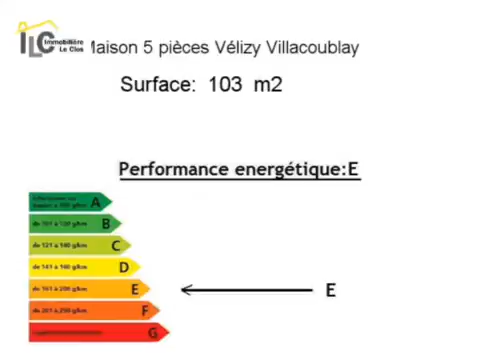 ILC Immobilière
Le Clos
Maison 5 pièces Vélizy Villacoublay
Surface: 103 m2
Performance energétique:E
A
de 101 à 120 g/km B
de 121 à 140 g/km C
de 141 à 160 g/km D
de 161 à 200 g/km E
E
de 201 à 250 g/km F
G